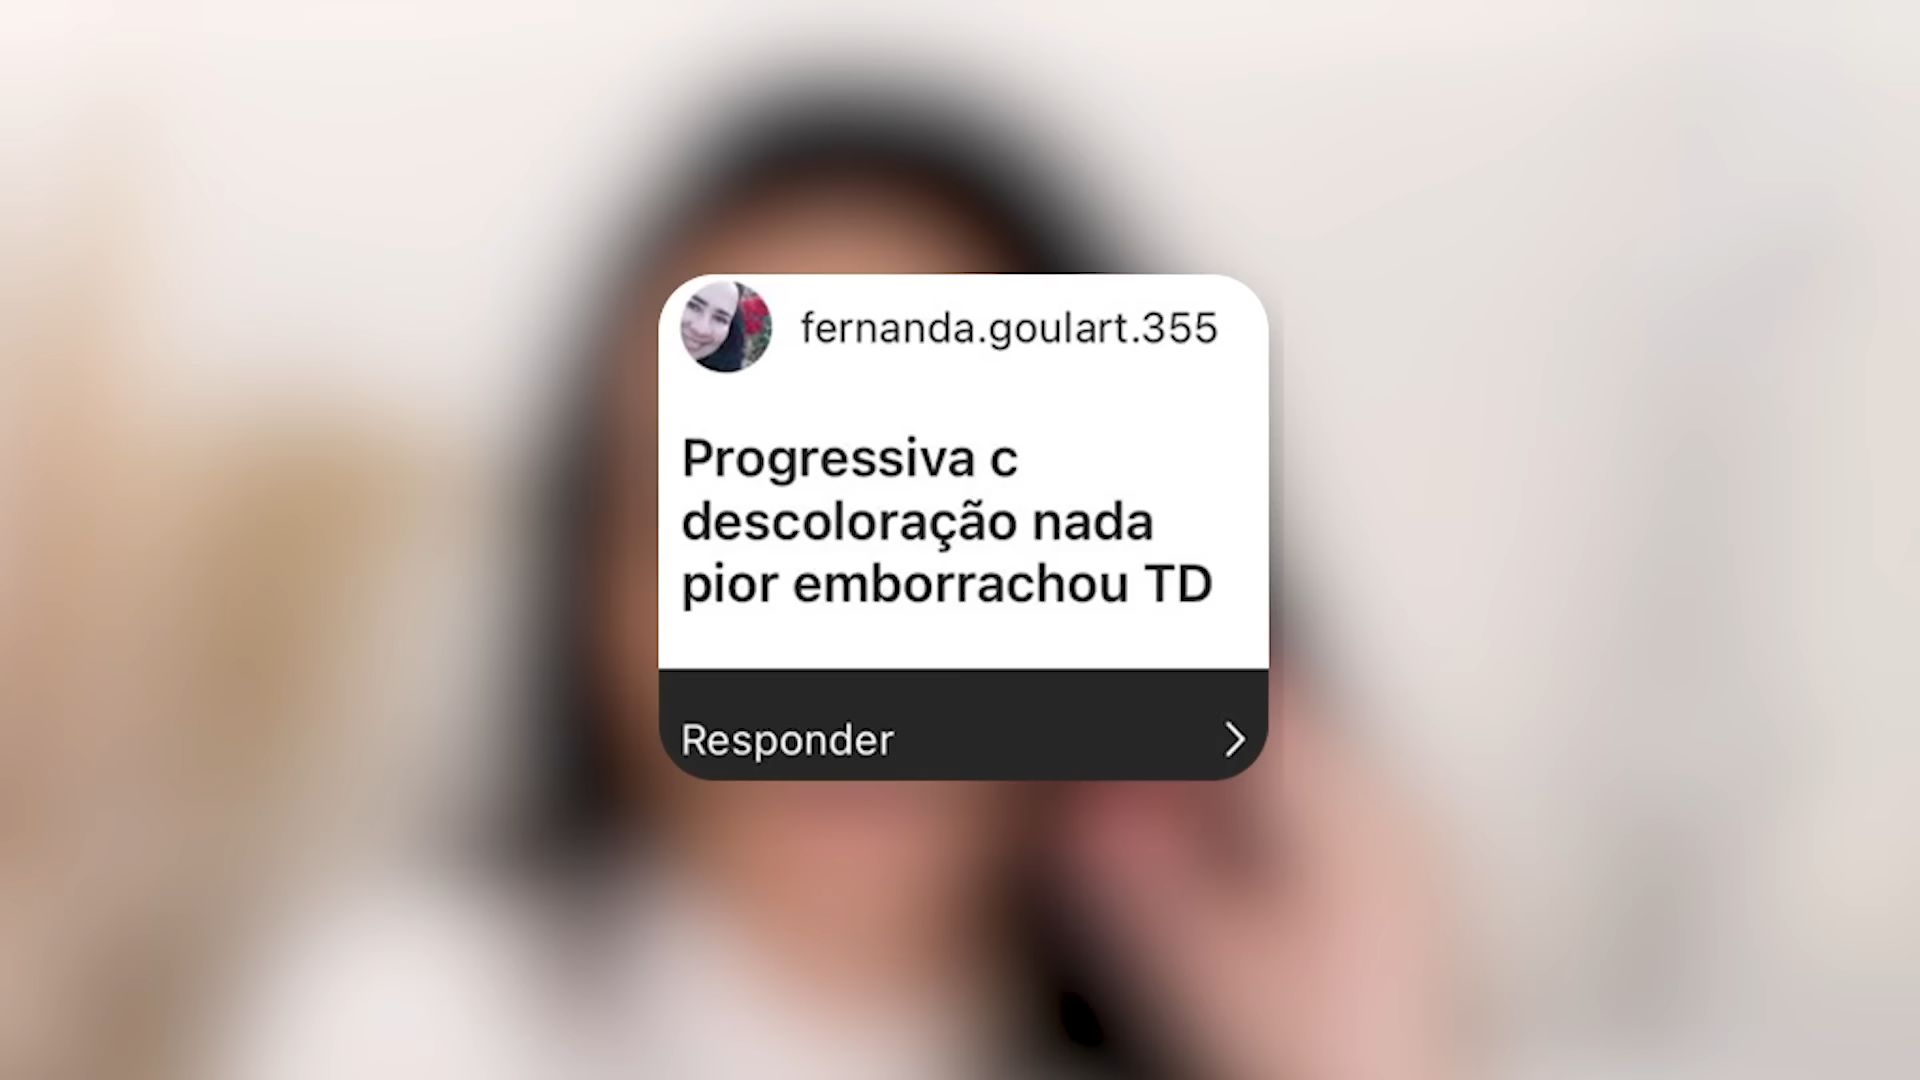 fernanda.goulart.355
Progressiva c
descoloração nada
pior emborrachou TD
Responder